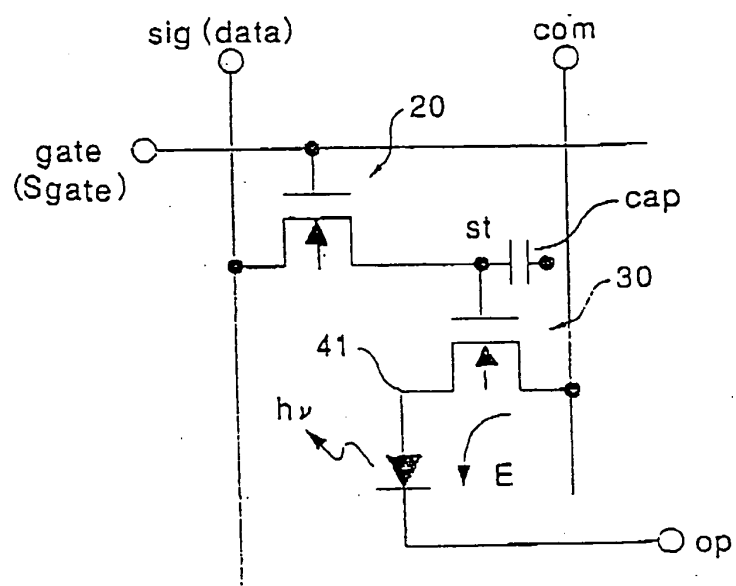 sig (data)
com
20
gate
(Sgate)
st
cap
30
41
hν
E
op